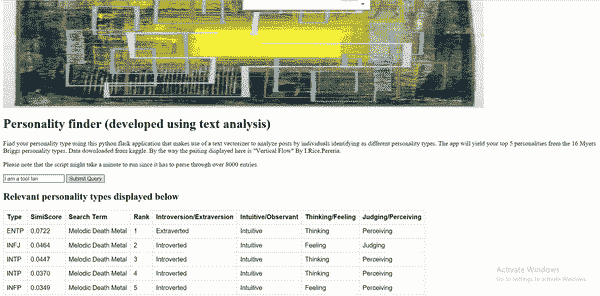 Personality finder (developed using text analysis)
Find your personality type using this python flask application that makes use of a text vectorizer to analyze posts by individuals identifying as different personality types. The app will yield your top 5 personalities from the 16 Myers
Briggs personality types. Data downloaded from kaggle. By the way the paiting displayed here is "Vertical Flow" By I.Rice.Pereria.
Please note that the script might take a minute to run since it has to parse through over 8000 entries
I am a tool fan Submit Query
Relevant personality types displayed below
Type SimiScore Search Term Rank Introversion/Extraversion Intuitive/Observant Thinking/Feeling Judging/Perceiving
ENTP 0.0722 Melodic Death Metal 1 Extraverted Intuitive Thinking Perceiving
INFJ 0.0464 Melodic Death Metal 2 Introverted Intuitive Feeling Judging
INTP 0.0447 Melodic Death Metal 3 Introverted Intuitive Thinking Perceiving
INTP 0.0370 Melodic Death Metal 4 Introverted Intuitive Thinking Perceiving
INFP 0.0349 Melodic Death Metal 5 Introverted Intuitive Feeling Perceiving
Activate Windows
Go to Settings to activate Windows.